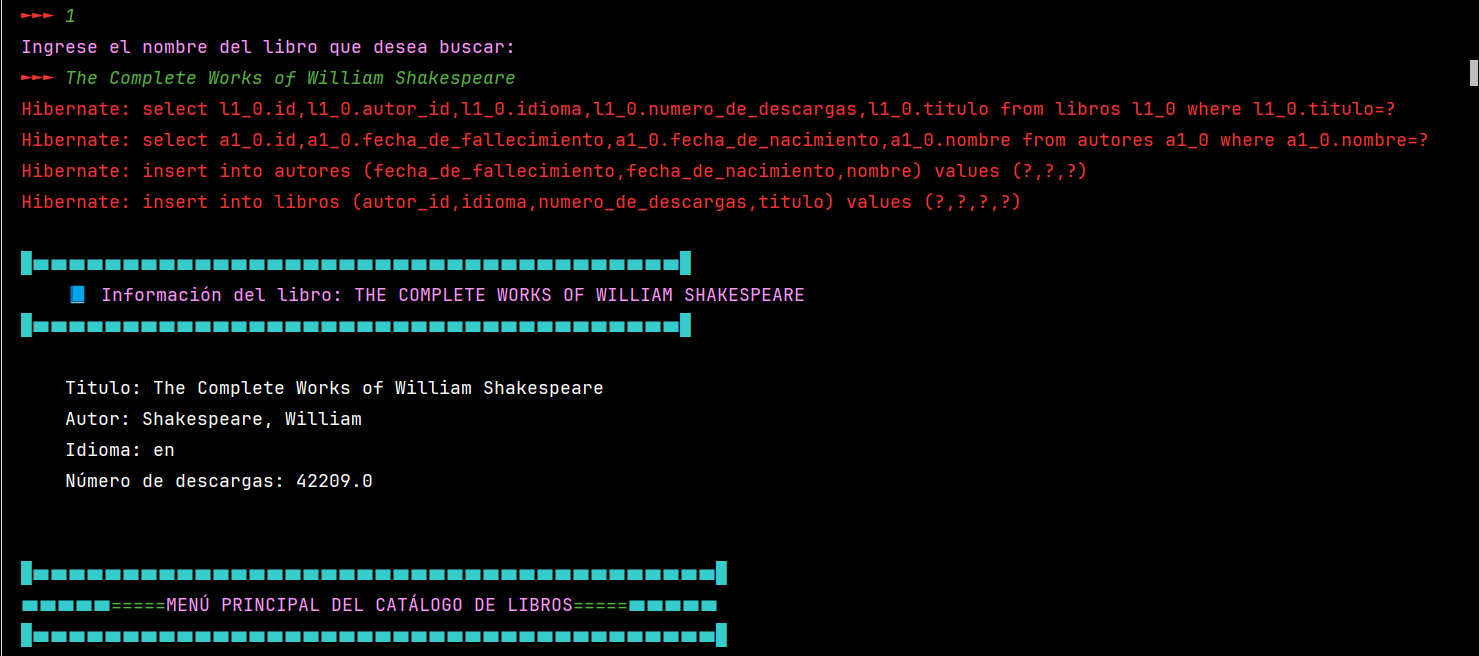 ►►► 1
Ingrese el nombre del libro que desea buscar:
►►► The Complete Works of William Shakespeare
Hibernate: select l1_0.id,l1_0.autor_id,l1_0.idioma,l1_0.numero_de_descargas,l1_0.titulo from libros l1_0 where l1_0.titulo=?
Hibernate: select a1_0.id,a1_0.fecha_de_fallecimiento,a1_0.fecha_de_nacimiento,a1_0.nombre from autores a1_0 where a1_0.nombre=?
Hibernate: insert into autores (fecha_de_fallecimiento,fecha_de_nacimiento,nombre) values (?,?,?)
Hibernate: insert into libros (autor_id,idioma,numero_de_descargas,titulo) values (?,?,?,?)
📘 Información del libro: THE COMPLETE WORKS OF WILLIAM SHAKESPEARE
Titulo: The Complete Works of William Shakespeare
Autor: Shakespeare, William
Idioma: en
Número de descargas: 42209.0
=====MENÚ PRINCIPAL DEL CATÁLOGO DE LIBROS=====